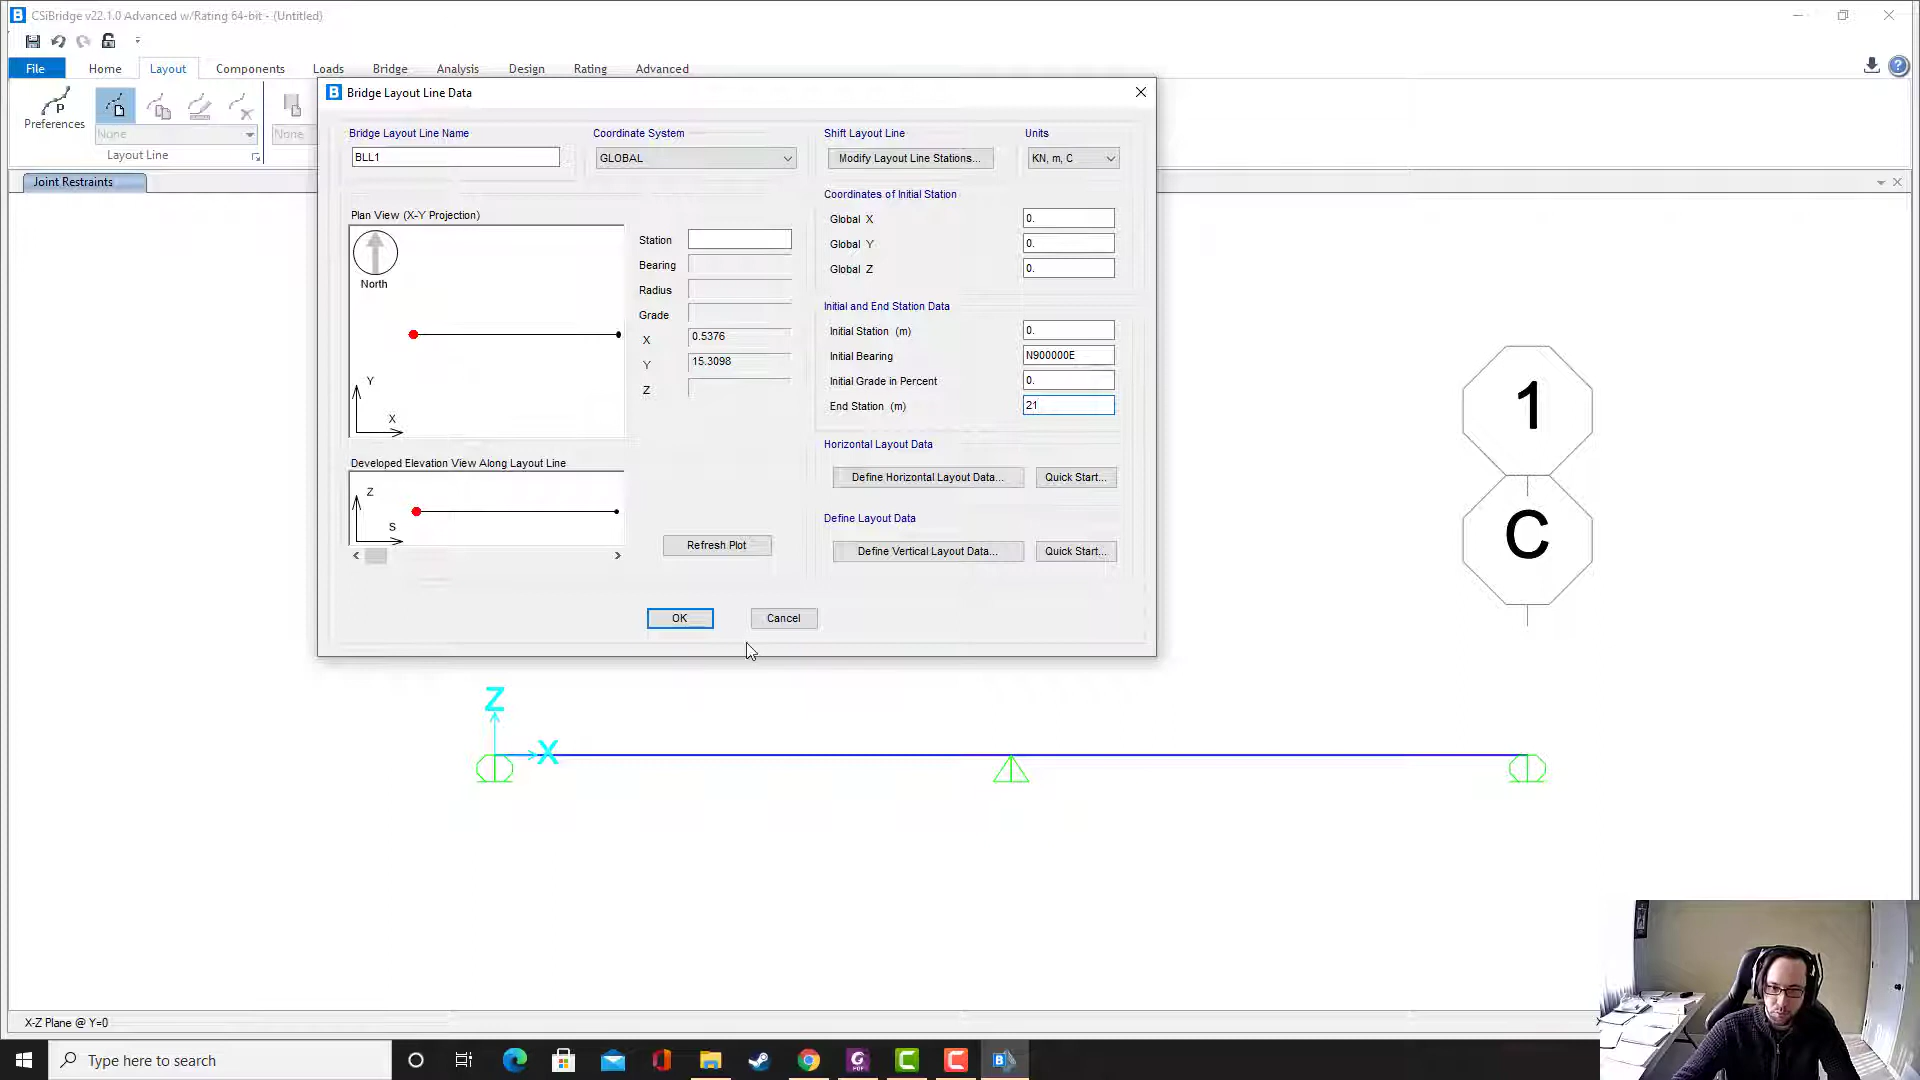 CSiBridge v22.1.0 Advanced w/Rating 64-bit - (Untitled)
File Home Layout Components Loads Bridge Analysis Design Rating Advanced
Preferences
None
None
Layout Line
Joint Restraints
Bridge Layout Line Data
Bridge Layout Line Name
BLL1
Coordinate System
GLOBAL
Shift Layout Line
Modify Layout Line Stations...
Units
KN, m, C
Plan View (X-Y Projection)
North
Y
X
Station
Bearing
Radius
Grade
X 0.5376
Y 15.3098
Z
Coordinates of Initial Station
Global X 0.
Global Y 0.
Global Z 0.
Initial and End Station Data
Initial Station (m) 0.
Initial Bearing N900000E
Initial Grade in Percent 0.
End Station (m) 21
Developed Elevation View Along Layout Line
Z
S
Refresh Plot
Horizontal Layout Data
Define Horizontal Layout Data... Quick Start...
Define Layout Data
Define Vertical Layout Data... Quick Start...
OK Cancel
1
C
Z
X
X-Z Plane @ Y=0
Type here to search